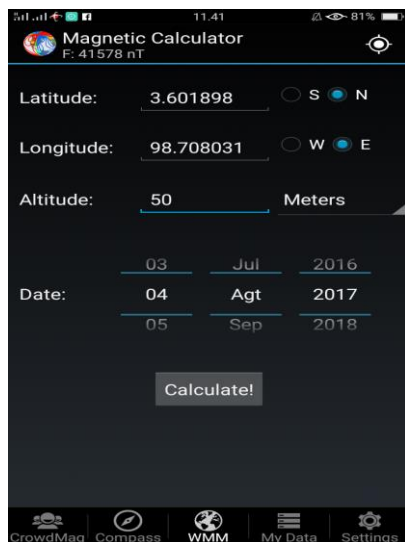 11.41
81%
Magnetic Calculator
F: 41578 nT
Latitude: 3.601898 S N
Longitude: 98.708031 W E
Altitude: 50 Meters
03 Jul 2016
Date: 04 Agt 2017
05 Sep 2018
Calculate!
CrowdMag Compass WMM My Data Settings